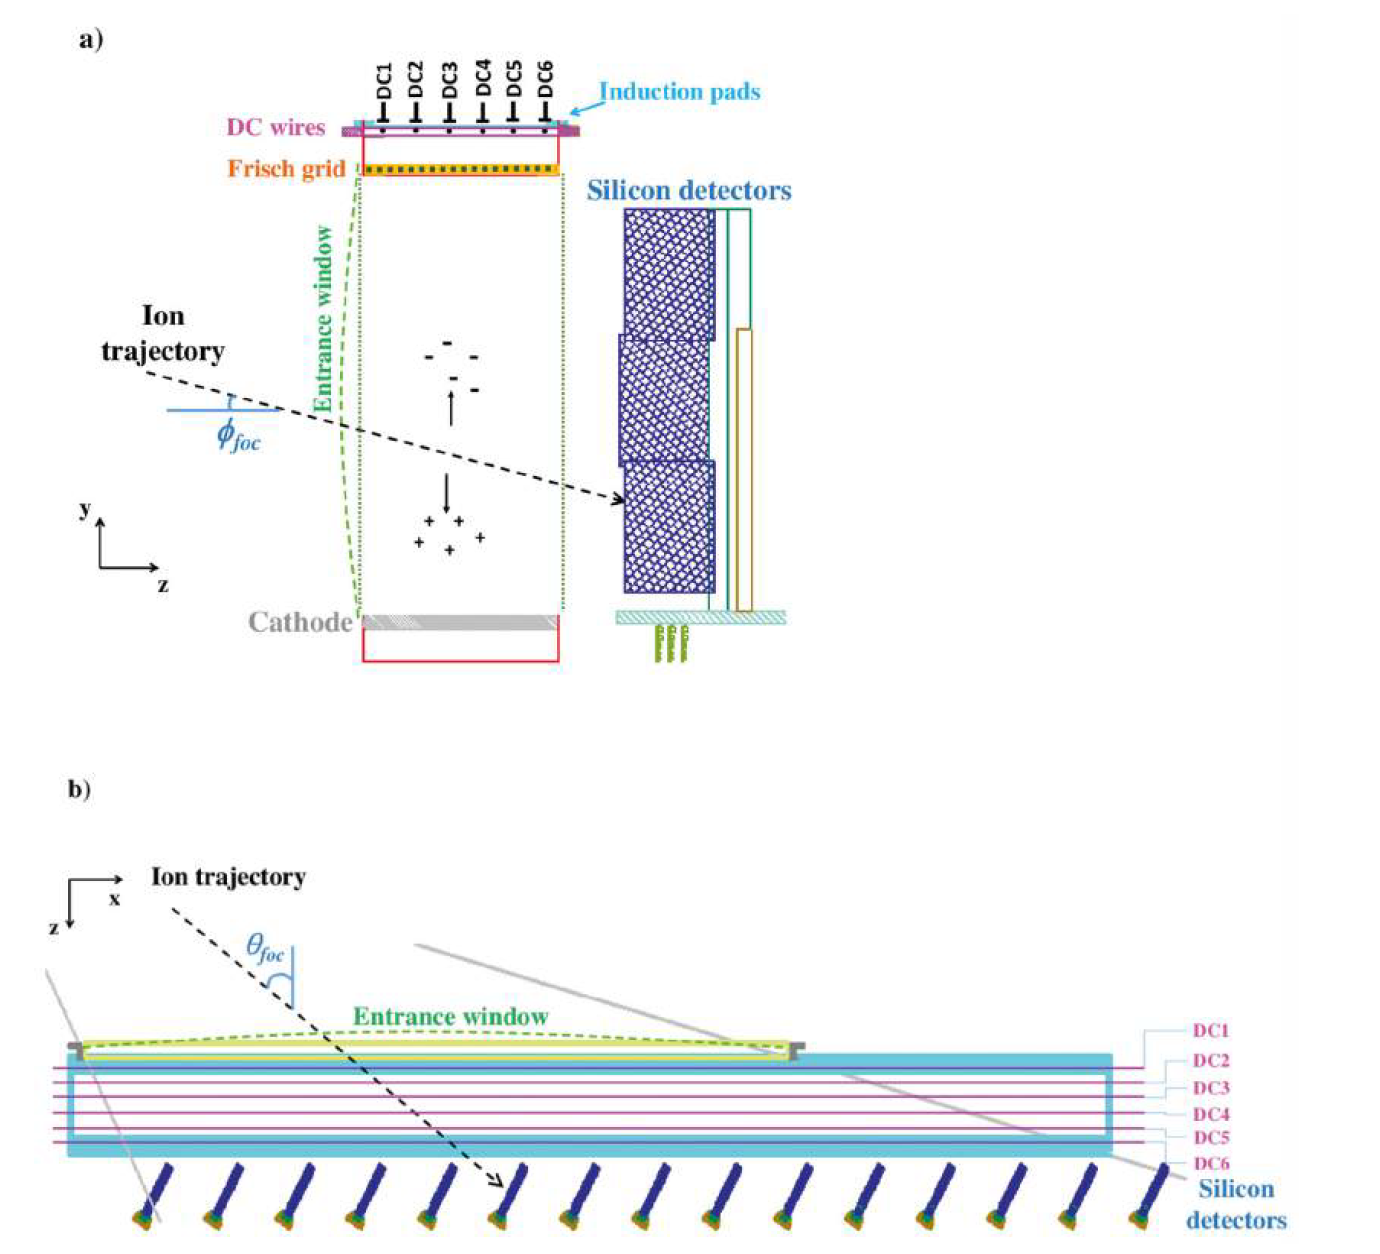 a)
DC1
DC2
DC3
DC4
DC5
DC6
Induction pads
DC wires
Frisch grid
Silicon detectors
Entrance window
Ion
trajectory
ϕfoc
- - - - -
y
z
+ + + + +
Cathode
b)
Ion trajectory
x
z
θfoc
Entrance window
DC1
DC2
DC3
DC4
DC5
DC6
Silicon
detectors